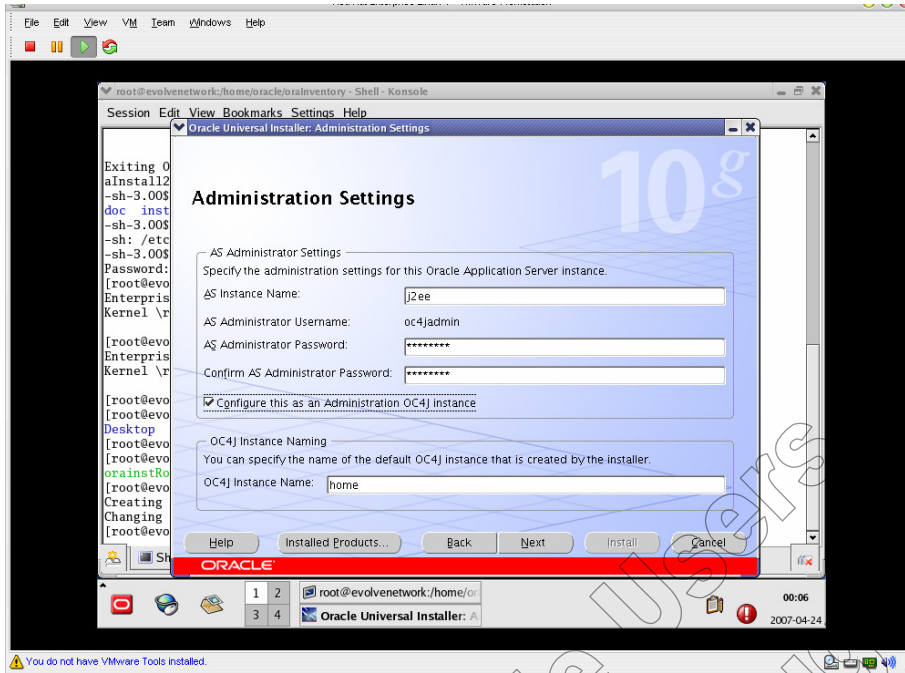 File Edit View VM Team Windows Help
root@evolvenetwork:/home/oracle/oraInventory - Shell - Konsole
Session Edit View Bookmarks Settings Help
Oracle Universal Installer: Administration Settings
Exiting O
aInstall2
-sh-3.00$
doc inst
-sh-3.00$
-sh: /etc
-sh-3.00$
Password:
[root@evo
Enterpris
Kernel \r
[root@evo
Enterpris
Kernel \r
[root@evo
[root@evo
Desktop
[root@evo
[root@evo
orainstRo
[root@evo
Creating
Changing
[root@evo
10g
Administration Settings
AS Administrator Settings
Specify the administration settings for this Oracle Application Server instance.
AS Instance Name: j2ee
AS Administrator Username: oc4jadmin
AS Administrator Password: ********
Confirm AS Administrator Password: ********
Configure this as an Administration OC4J instance
OC4J Instance Naming
You can specify the name of the default OC4J instance that is created by the installer.
OC4J Instance Name: home
Help Installed Products... Back Next Install Cancel
ORACLE
Sh
1 2
3 4
root@evolvenetwork:/home/or
Oracle Universal Installer: A
00:06
2007-04-24
You do not have VMware Tools installed.
Users